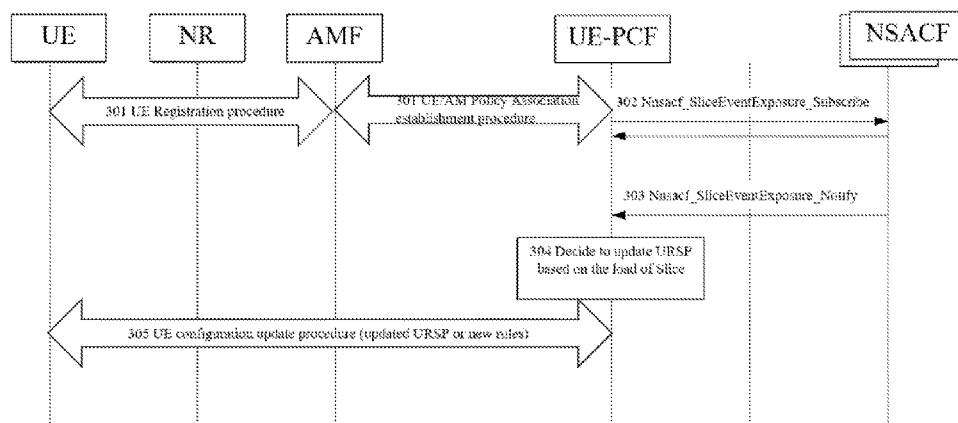 UE
NR
AMF
UE-PCF
NSACF
301 UE Registration procedure
301 UE/AM Policy Association
establishment procedure
302 Nnsacf_SliceEventExposure_Subscribe
303 Nnsacf_SliceEventExposure_Notify
304 Decide to update URSP
based on the load of Slice
305 UE configuration update procedure (updated URSP or new rules)